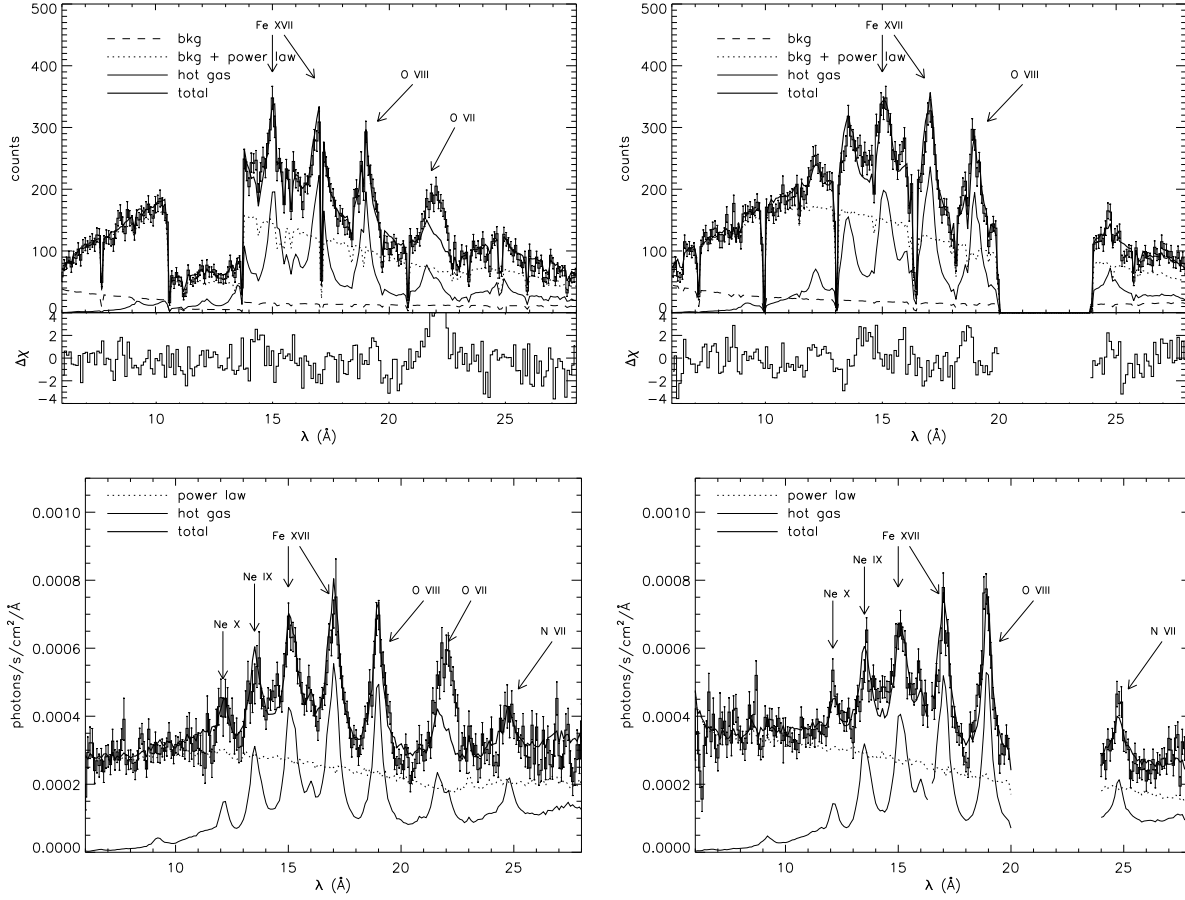 500
400
300
200
100
0
counts
bkg
bkg + power law
hot gas
total
Fe XVII
O VIII
O VII
4
2
0
−2
−4
Δχ
10 15 20 25
λ (Å)
500
400
300
200
100
0
counts
bkg
bkg + power law
hot gas
total
Fe XVII
O VIII
4
2
0
−2
−4
Δχ
10 15 20 25
λ (Å)
0.0010
0.0008
0.0006
0.0004
0.0002
0.0000
photons/s/cm²/Å
power law
hot gas
total
Fe XVII
Ne IX
Ne X
O VIII
O VII
N VII
10 15 20 25
λ (Å)
0.0010
0.0008
0.0006
0.0004
0.0002
0.0000
photons/s/cm²/Å
power law
hot gas
total
Fe XVII
Ne IX
Ne X
O VIII
N VII
10 15 20 25
λ (Å)